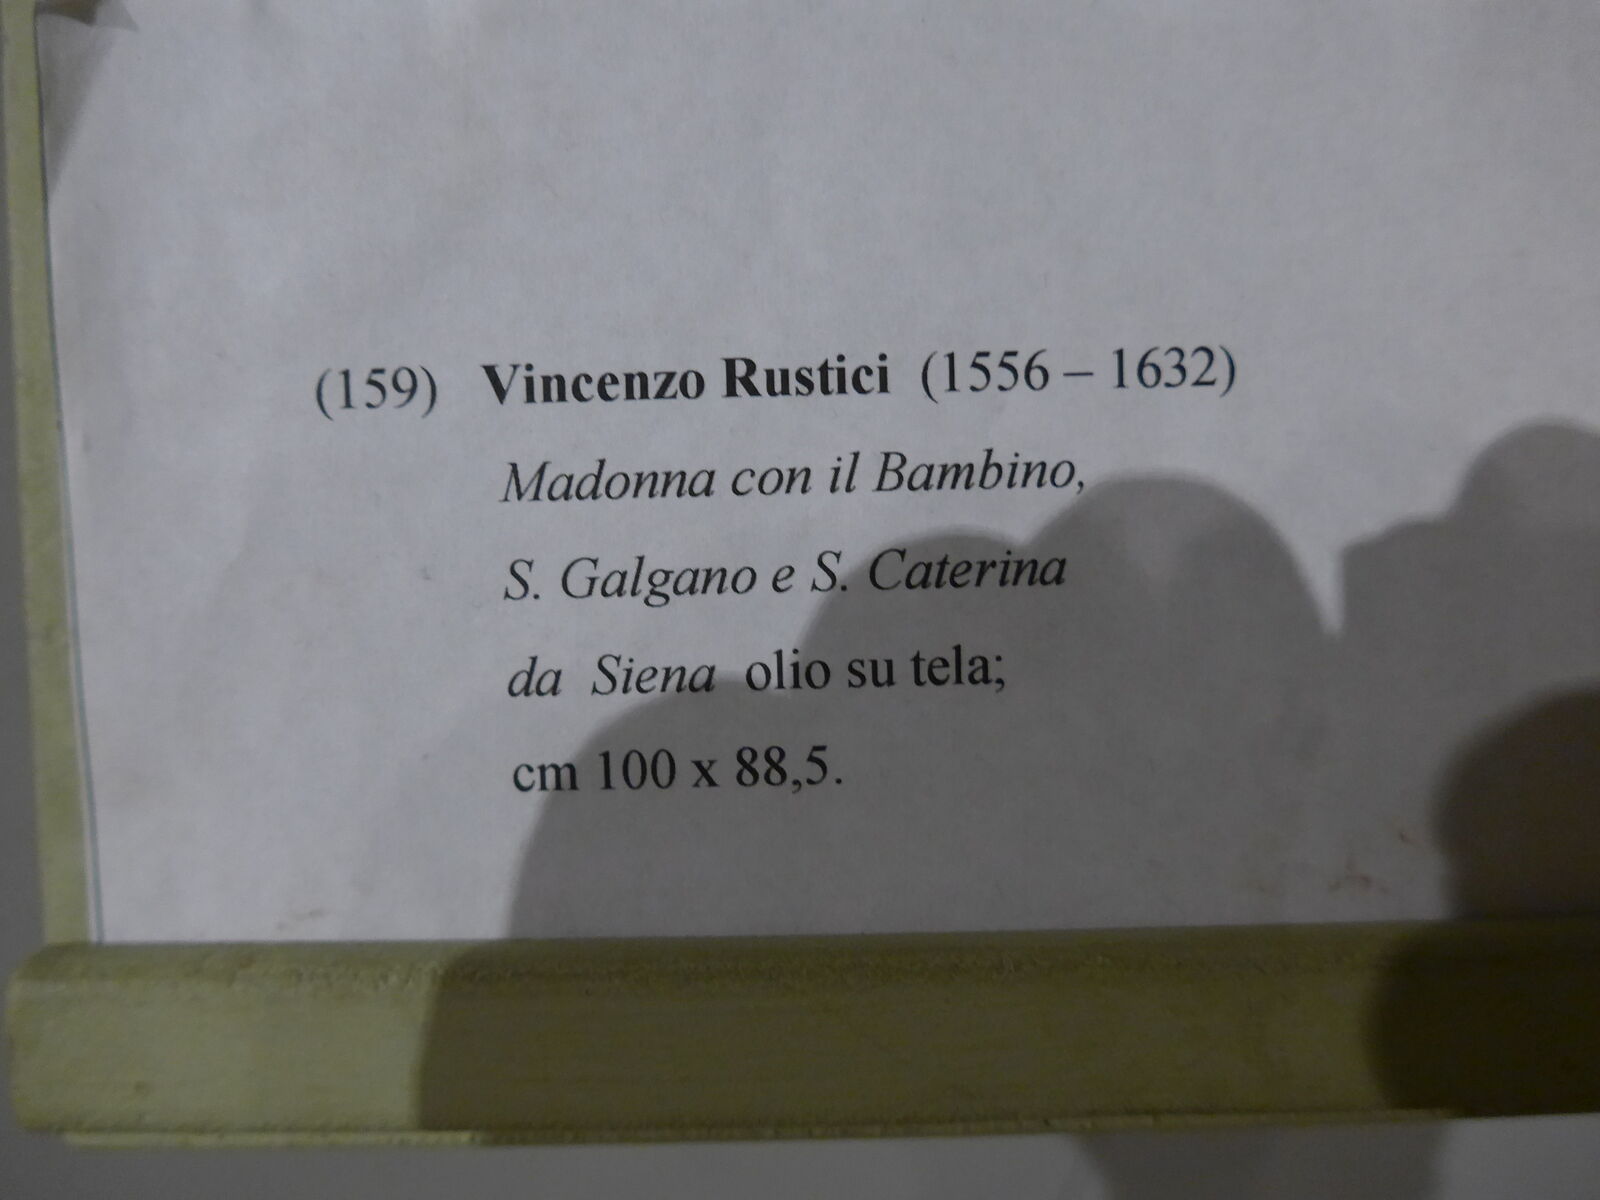 (159) Vincenzo Rustici (1556 – 1632)
Madonna con il Bambino,
S. Galgano e S. Caterina
da Siena olio su tela;
cm 100 x 88,5.